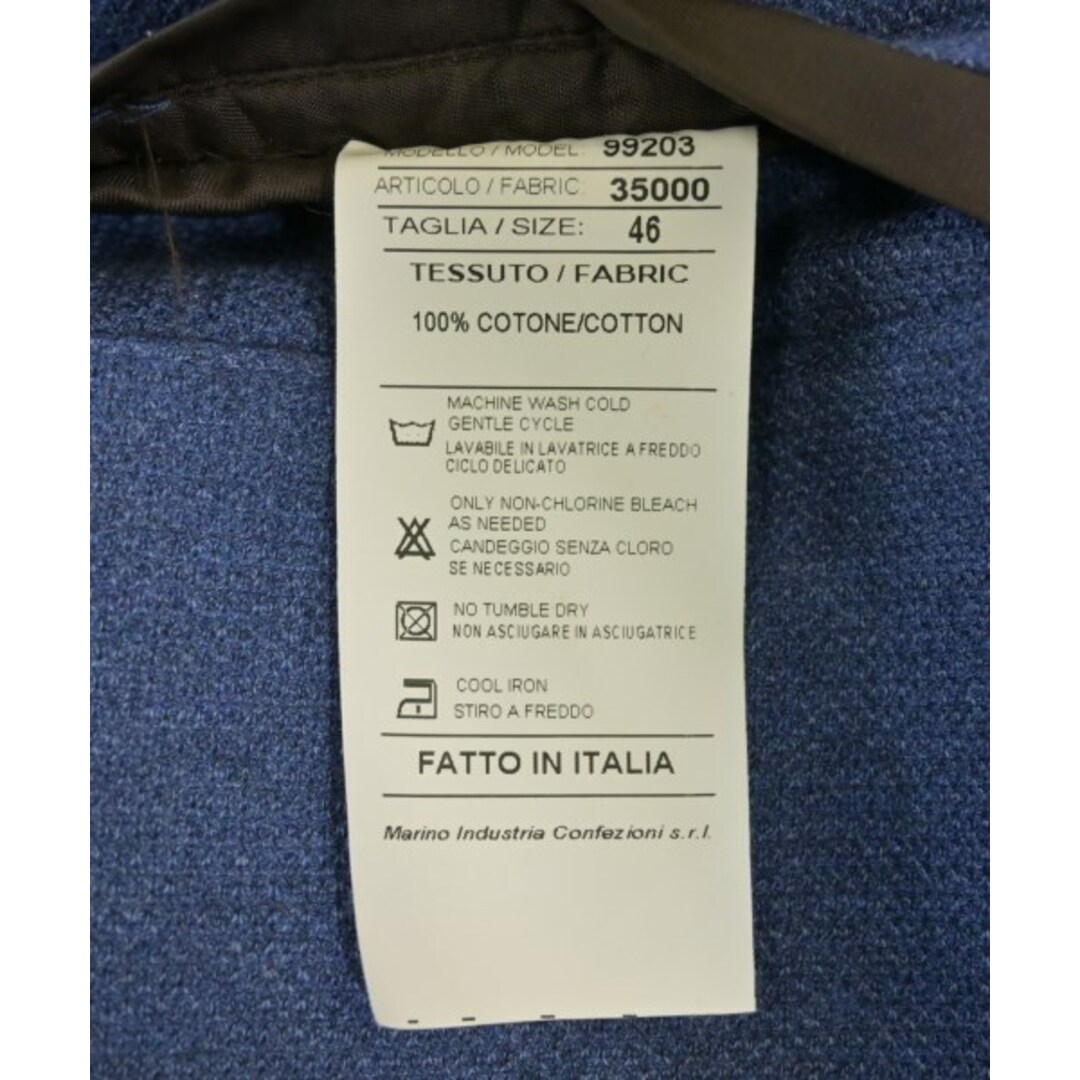 MODELLO / MODEL: 99203
ARTICOLO / FABRIC: 35000
TAGLIA / SIZE: 46
TESSUTO / FABRIC
100% COTONE/COTTON
MACHINE WASH COLD
GENTLE CYCLE
LAVABILE IN LAVATRICE A FREDDO
CICLO DELICATO
ONLY NON-CHLORINE BLEACH
AS NEEDED
CANDEGGIO SENZA CLORO
SE NECESSARIO
NO TUMBLE DRY
NON ASCIUGARE IN ASCIUGATRICE
COOL IRON
STIRO A FREDDO
FATTO IN ITALIA
Marino Industria Confezioni s.r.l.